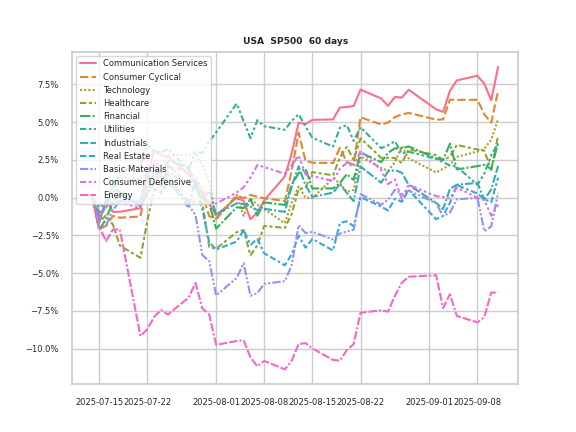 USA  SP500  60 days
Communication Services
Consumer Cyclical
Technology
Healthcare
Financial
Utilities
Industrials
Real Estate
Basic Materials
Consumer Defensive
Energy
7.5%
5.0%
2.5%
0.0%
−2.5%
−5.0%
−7.5%
−10.0%
2025-07-15 2025-07-22 2025-08-01 2025-08-08 2025-08-15 2025-08-22 2025-09-01 2025-09-08